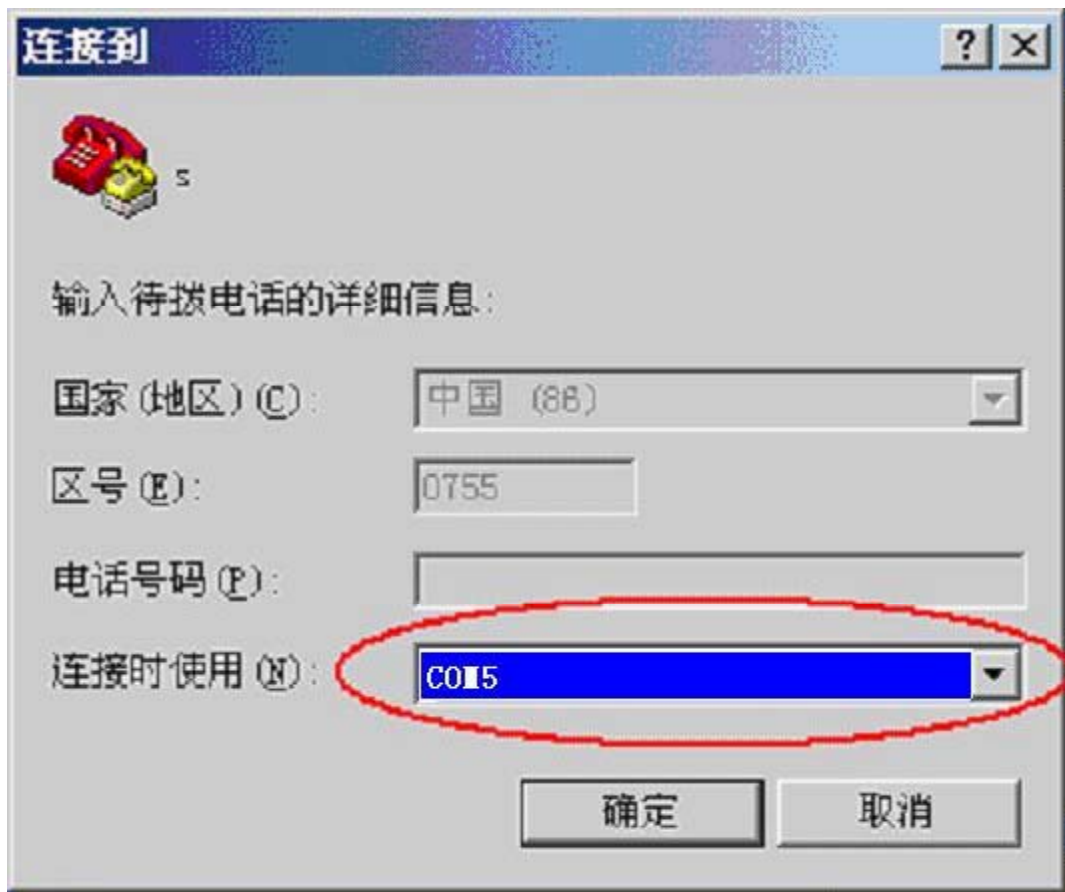 连接到
s
输入待拨电话的详细信息:
国家(地区)(C): 中国 (86)
区号(E): 0755
电话号码(P):
连接时使用(N): COM5
确定 取消